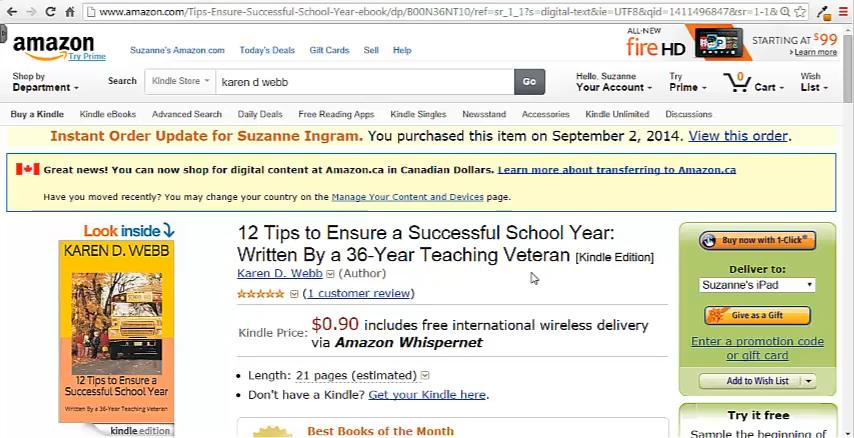 www.amazon.com/Tips-Ensure-Successful-School-Year-ebook/dp/B00N36NT10/ref=sr_1_1?s=digital-text&ie=UTF8&qid=1411496847&sr=1-1&
amazon
Try Prime
Suzanne's Amazon.com Today's Deals Gift Cards Sell Help
ALL-NEW
fire HD
STARTING AT $99
Learn more
Shop by
Department
Search Kindle Store karen d webb Go
Hello, Suzanne
Your Account
Try
Prime
0
Cart
Wish
List
Buy a Kindle Kindle eBooks Advanced Search Daily Deals Free Reading Apps Kindle Singles Newsstand Accessories Kindle Unlimited Discussions
Instant Order Update for Suzanne Ingram. You purchased this item on September 2, 2014. View this order.
Great news! You can now shop for digital content at Amazon.ca in Canadian Dollars. Learn more about transferring to Amazon.ca
Have you moved recently? You may change your country on the Manage Your Content and Devices page.
Look inside
KAREN D. WEBB
12 Tips to Ensure a
Successful School Year
Written By a 36-Year Teaching Veteran
kindle edition
12 Tips to Ensure a Successful School Year:
Written By a 36-Year Teaching Veteran [Kindle Edition]
Karen D. Webb (Author)
(1 customer review)
Kindle Price: $0.90 includes free international wireless delivery
via Amazon Whispernet
• Length: 21 pages (estimated)
• Don't have a Kindle? Get your Kindle here.
Best Books of the Month
Buy now with 1-Click®
Deliver to:
Suzanne's iPad
Give as a Gift
Enter a promotion code
or gift card
Add to Wish List
Try it free
Sample the beginning of